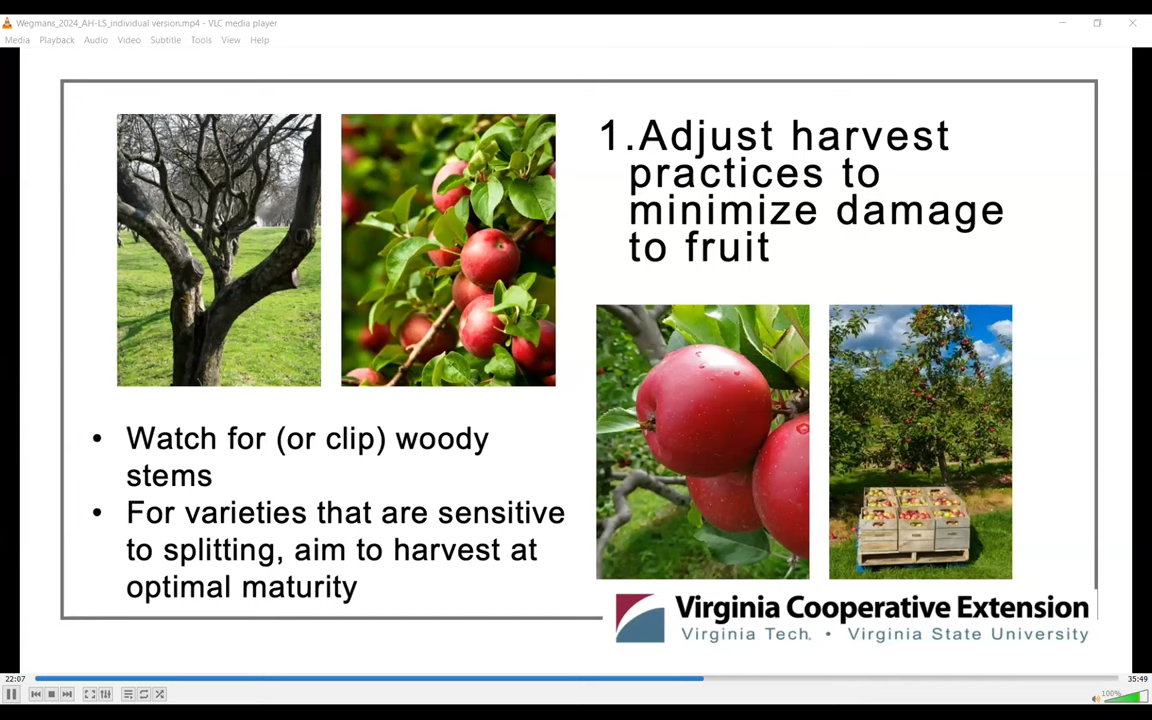 Wegmans_2024_AH-LS_individual version.mp4 - VLC media player
Media Playback Audio Video Subtitle Tools View Help
1.Adjust harvest
practices to
minimize damage
to fruit
• Watch for (or clip) woody
stems
• For varieties that are sensitive
to splitting, aim to harvest at
optimal maturity
Virginia Cooperative Extension
Virginia Tech. • Virginia State University
22:07
35:49
100%